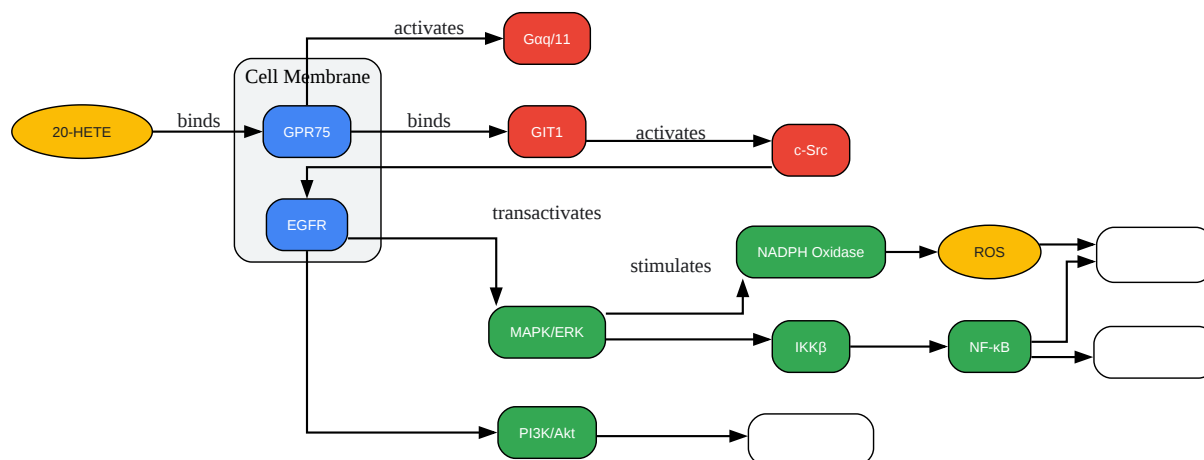 activates
Gαq/11
Cell Membrane
20-HETE
binds
GPR75
binds
GIT1
activates
c-Src
EGFR
transactivates
stimulates
NADPH Oxidase
ROS
MAPK/ERK
IKKβ
NF-κB
PI3K/Akt